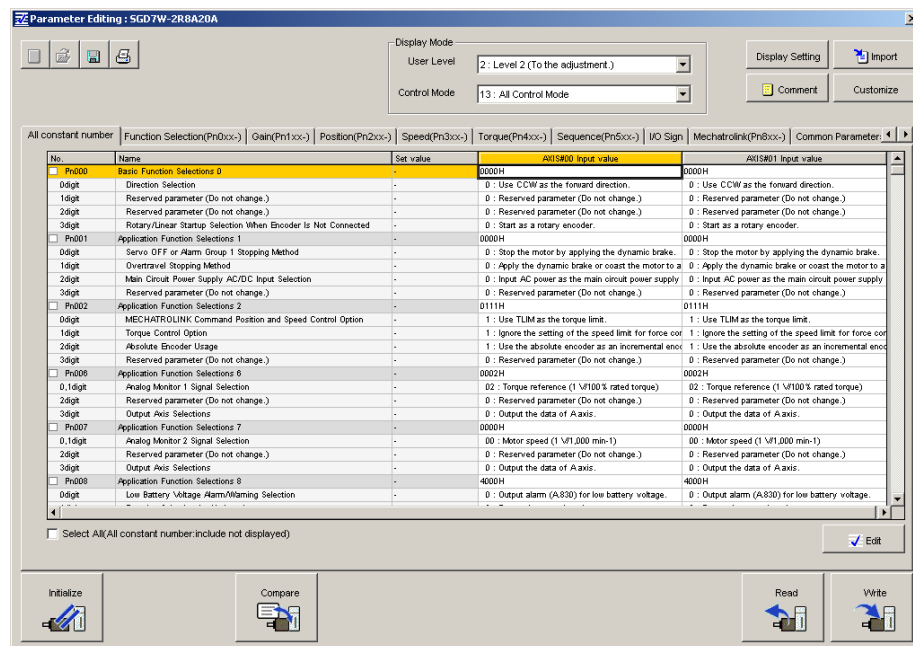 Parameter Editing : SGD7W-2R8A20A
Display Mode
User Level 2 : Level 2 (To the adjustment.)
Control Mode 13 : All Control Mode
Display Setting Import
Comment Customize
All constant number Function Selection(Pn0xx-) Gain(Pn1xx-) Position(Pn2xx-) Speed(Pn3xx-) Torque(Pn4xx-) Sequence(Pn5xx-) I/O Sign Mechatrolink(Pn8xx-) Common Parameter
No. Name Set value AXIS#00 Input value AXIS#01 Input value
Pn000 Basic Function Selections 0 - 0000H 0000H
0digit Direction Selection - 0 : Use CCW as the forward direction. 0 : Use CCW as the forward direction.
1digit Reserved parameter (Do not change.) - 0 : Reserved parameter (Do not change.) 0 : Reserved parameter (Do not change.)
2digit Reserved parameter (Do not change.) - 0 : Reserved parameter (Do not change.) 0 : Reserved parameter (Do not change.)
3digit Rotary/Linear Startup Selection When Encoder Is Not Connected - 0 : Start as a rotary encoder. 0 : Start as a rotary encoder.
Pn001 Application Function Selections 1 - 0000H 0000H
0digit Servo OFF or Alarm Group 1 Stopping Method - 0 : Stop the motor by applying the dynamic brake. 0 : Stop the motor by applying the dynamic brake.
1digit Overtravel Stopping Method - 0 : Apply the dynamic brake or coast the motor to a 0 : Apply the dynamic brake or coast the motor to a
2digit Main Circuit Power Supply AC/DC Input Selection - 0 : Input AC power as the main circuit power supply 0 : Input AC power as the main circuit power supply
3digit Reserved parameter (Do not change.) - 0 : Reserved parameter (Do not change.) 0 : Reserved parameter (Do not change.)
Pn002 Application Function Selections 2 - 0111H 0111H
0digit MECHATROLINK Command Position and Speed Control Option - 1 : Use TLIM as the torque limit. 1 : Use TLIM as the torque limit.
1digit Torque Control Option - 1 : Ignore the setting of the speed limit for force cor 1 : Ignore the setting of the speed limit for force cor
2digit Absolute Encoder Usage - 1 : Use the absolute encoder as an incremental enc 1 : Use the absolute encoder as an incremental enc
3digit Reserved parameter (Do not change.) - 0 : Reserved parameter (Do not change.) 0 : Reserved parameter (Do not change.)
Pn006 Application Function Selections 6 - 0002H 0002H
0,1digit Analog Monitor 1 Signal Selection - 02 : Torque reference (1 V/100% rated torque) 02 : Torque reference (1 V/100% rated torque)
2digit Reserved parameter (Do not change.) - 0 : Reserved parameter (Do not change.) 0 : Reserved parameter (Do not change.)
3digit Output Axis Selections - 0 : Output the data of A axis. 0 : Output the data of A axis.
Pn007 Application Function Selections 7 - 0000H 0000H
0,1digit Analog Monitor 2 Signal Selection - 00 : Motor speed (1 V/1,000 min-1) 00 : Motor speed (1 V/1,000 min-1)
2digit Reserved parameter (Do not change.) - 0 : Reserved parameter (Do not change.) 0 : Reserved parameter (Do not change.)
3digit Output Axis Selections - 0 : Output the data of A axis. 0 : Output the data of A axis.
Pn008 Application Function Selections 8 - 4000H 4000H
0digit Low Battery Voltage Alarm/Warning Selection - 0 : Output alarm (A.830) for low battery voltage. 0 : Output alarm (A.830) for low battery voltage.
Select All(All constant number:include not displayed)
Edit
Initialize Compare Read Write